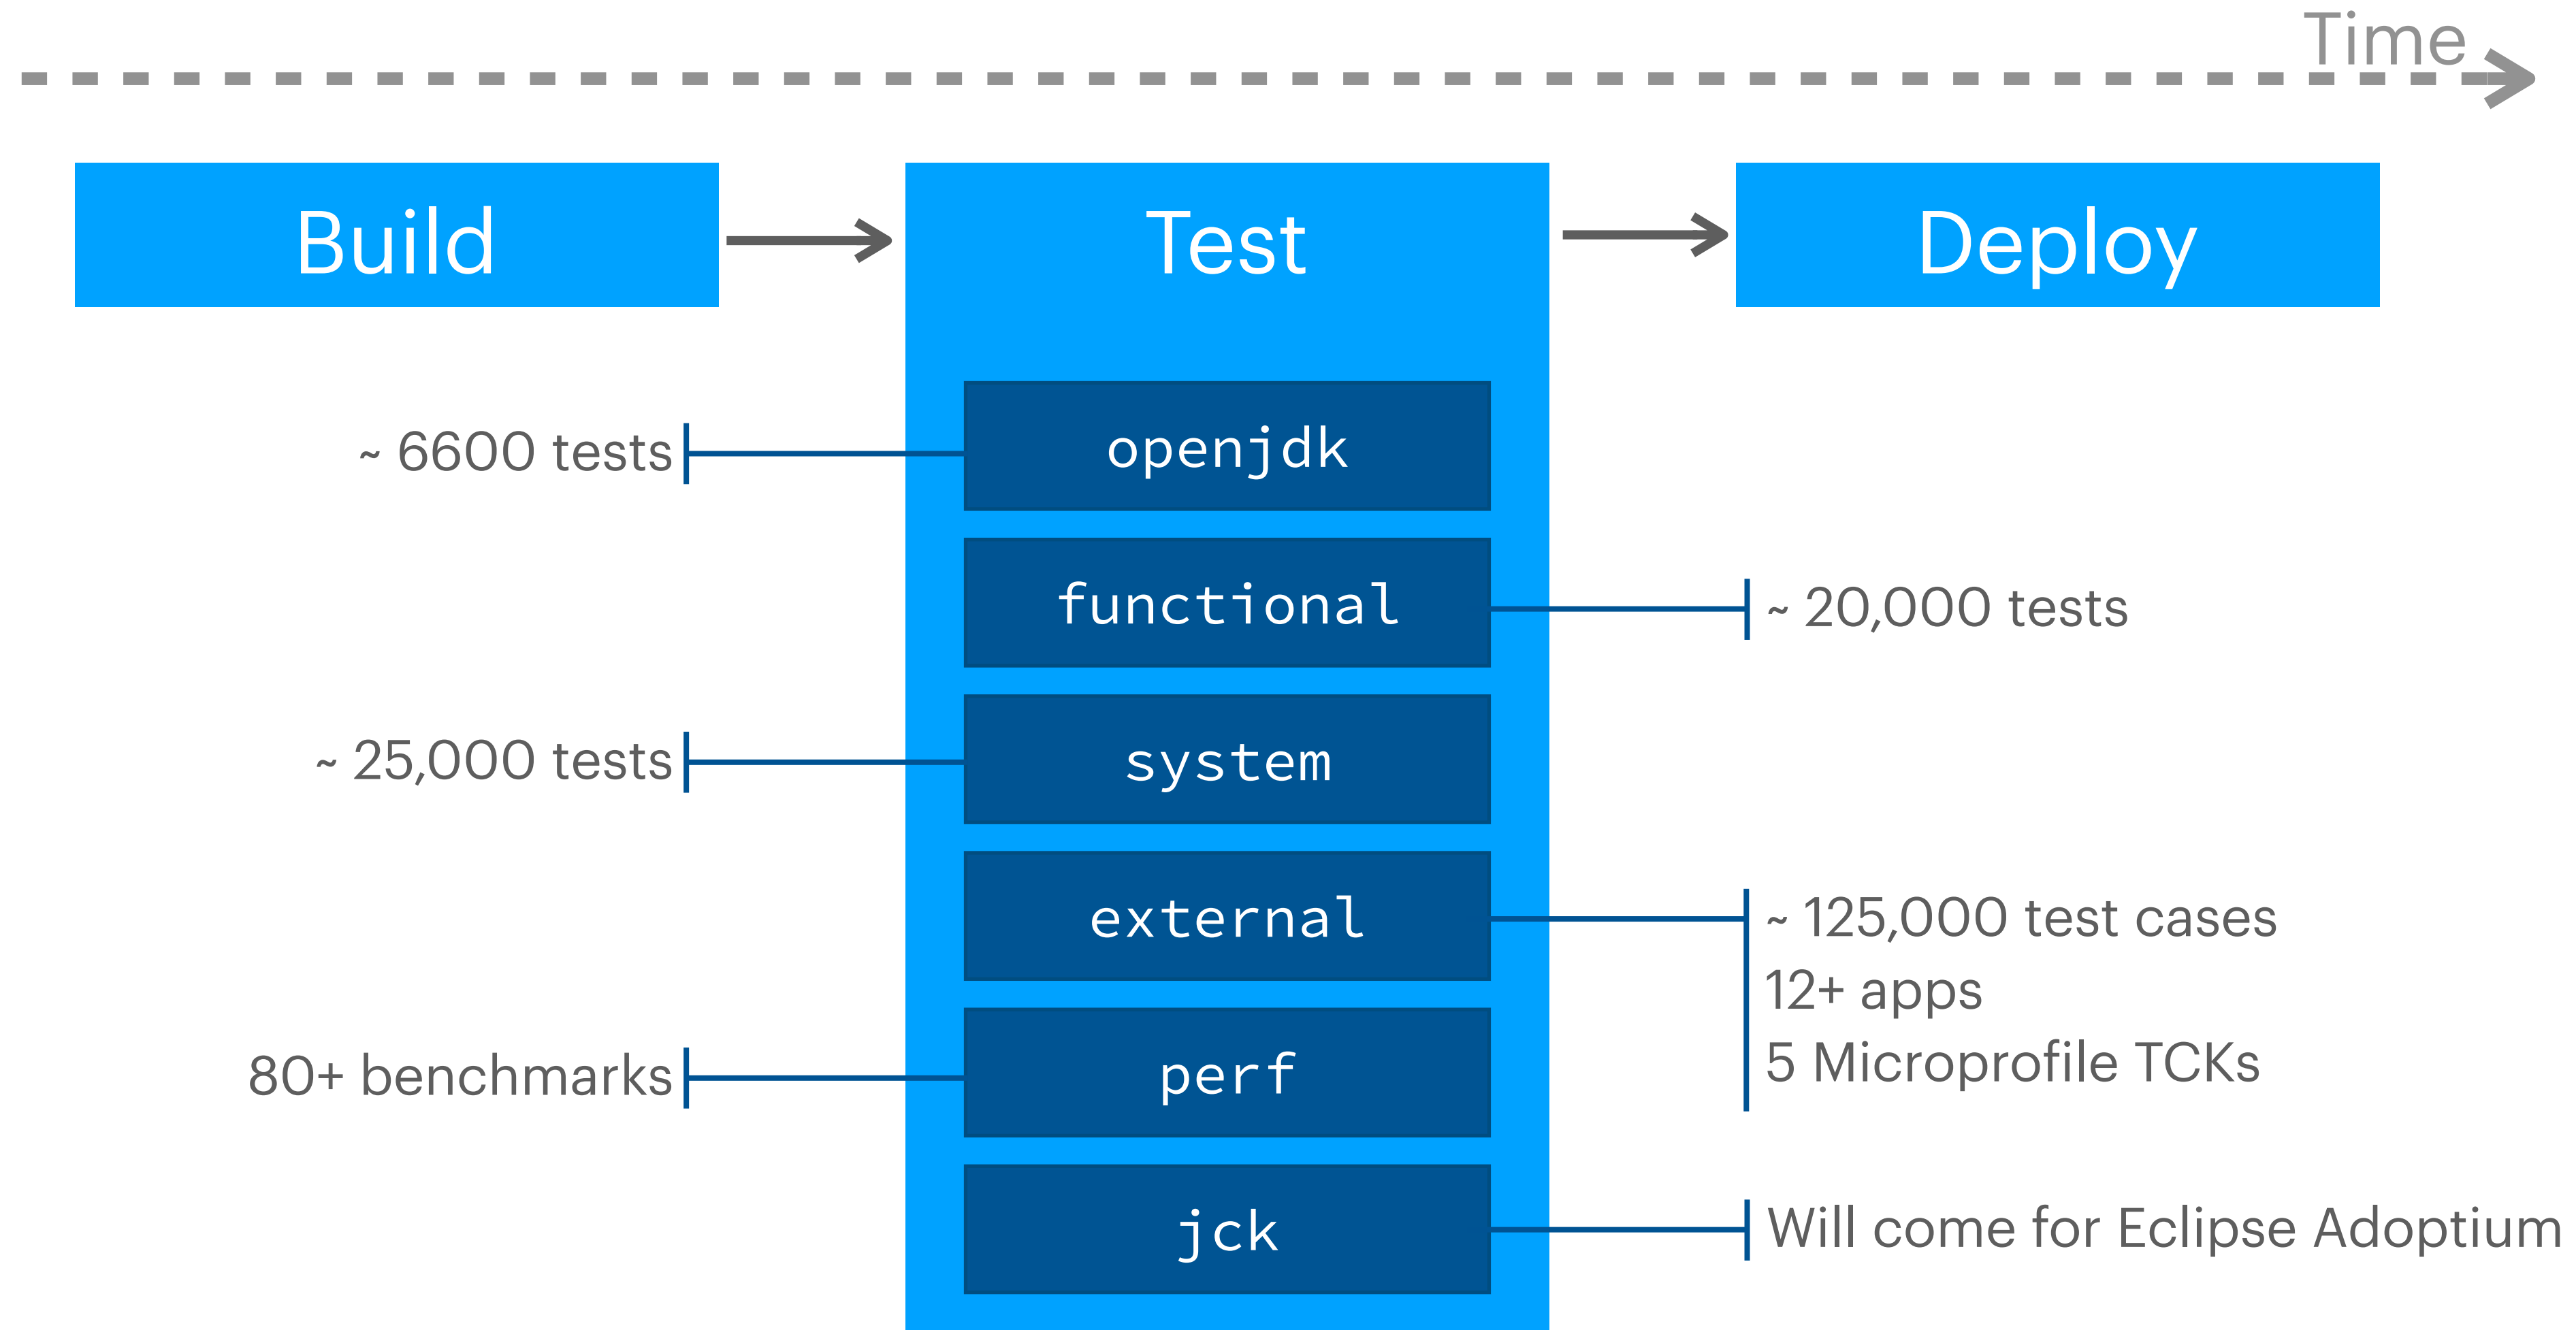 Time
Build
Test
Deploy
~ 6600 tests
openjdk
functional
~ 20,000 tests
~ 25,000 tests
system
external
~ 125,000 test cases
12+ apps
5 Microprofile TCKs
80+ benchmarks
perf
jck
Will come for Eclipse Adoptium